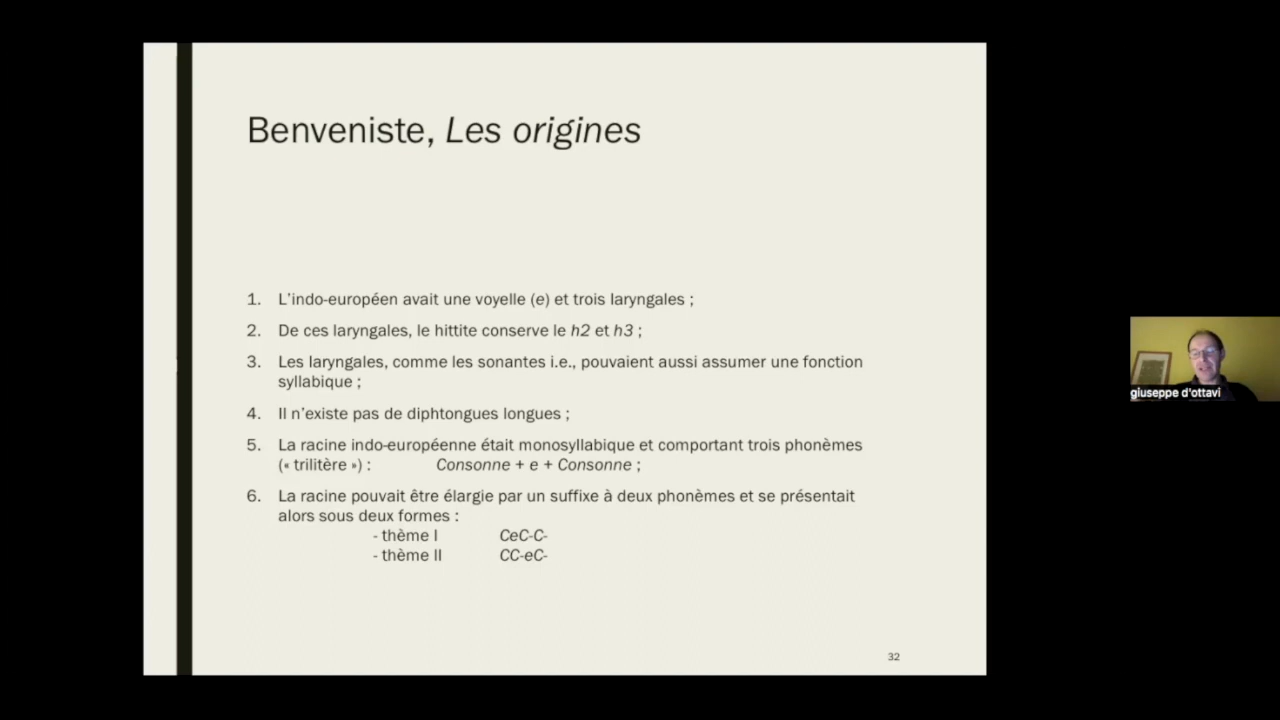 Benveniste, Les origines
1. L'indo-européen avait une voyelle (e) et trois laryngales ;
2. De ces laryngales, le hittite conserve le h2 et h3 ;
3. Les laryngales, comme les sonantes i.e., pouvaient aussi assumer une fonction
syllabique ;
4. Il n'existe pas de diphtongues longues ;
5. La racine indo-européenne était monosyllabique et comportant trois phonèmes
(« trilitère ») : Consonne + e + Consonne ;
6. La racine pouvait être élargie par un suffixe à deux phonèmes et se présentait
alors sous deux formes :
- thème I CeC-C-
- thème II CC-eC-
32
giuseppe d'ottavi